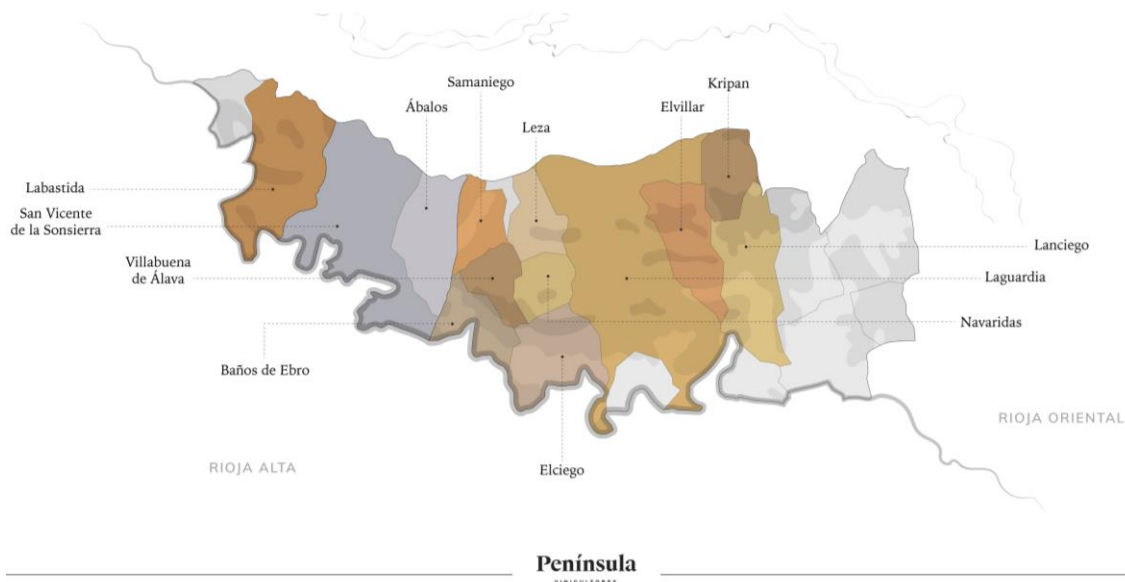 Samaniego
Kripan
Ábalos
Elvillar
Leza
Labastida
San Vicente
de la Sonsierra
Lanciego
Villabuena
de Álava
Laguardia
Navaridas
Baños de Ebro
RIOJA ORIENTAL
RIOJA ALTA
Elciego
Península